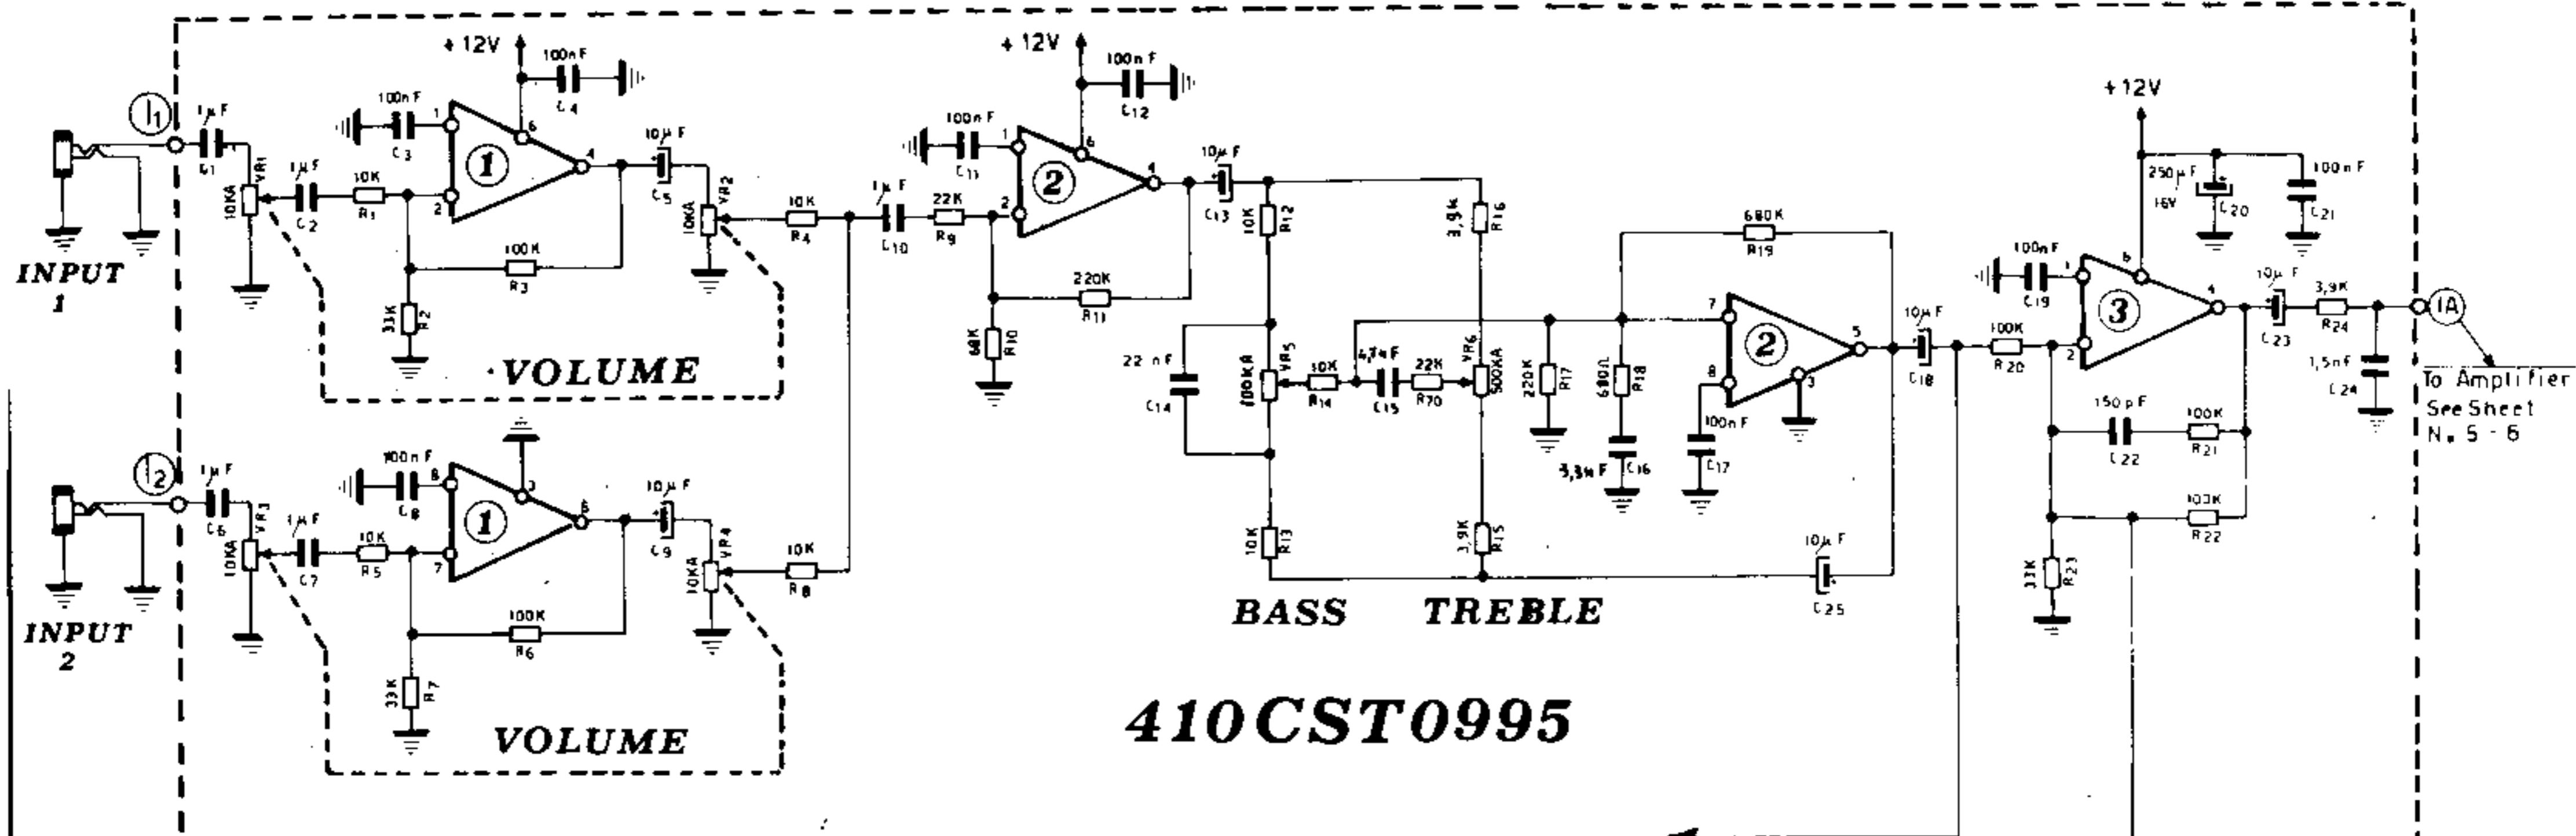 +12V
100nF
C4
100nF
C3
1
6
1
4
2
I1
1µF
C1
VR1
10KA
1µF
C2
10K
R1
100K
R3
33K
R2
10µF
C5
VR2
10KA
INPUT
1
VOLUME
10K
R4
1µF
C10
22K
R9
+12V
100nF
C12
100nF
C11
1
6
2
4
2
220K
R11
68K
R10
10µF
C13
10K
R12
3,9K
R16
22nF
C14
100KA
VR5
10K
R14
4,7nF
C15
22K
R70
VR6
500KA
220K
R17
680Ω
R18
3,3nF
C16
680K
R19
7
2
5
8
3
100nF
C17
10µF
C18
10K
R13
3,9K
R15
10µF
C25
BASS
TREBLE
+12V
250µF
16V
C20
100nF
C21
100nF
C19
1
6
3
4
2
100K
R20
10µF
C23
3,9K
R24
1A
1,5nF
C24
To Amplifier
See Sheet
N. 5-6
150pF
C22
100K
R21
100K
R22
33K
R23
I2
1µF
C6
VR3
10KA
1µF
C7
10K
R5
100nF
C8
8
3
1
7
100K
R6
33K
R7
10µF
C9
VR4
10KA
10K
R8
INPUT
2
VOLUME
410CST0995